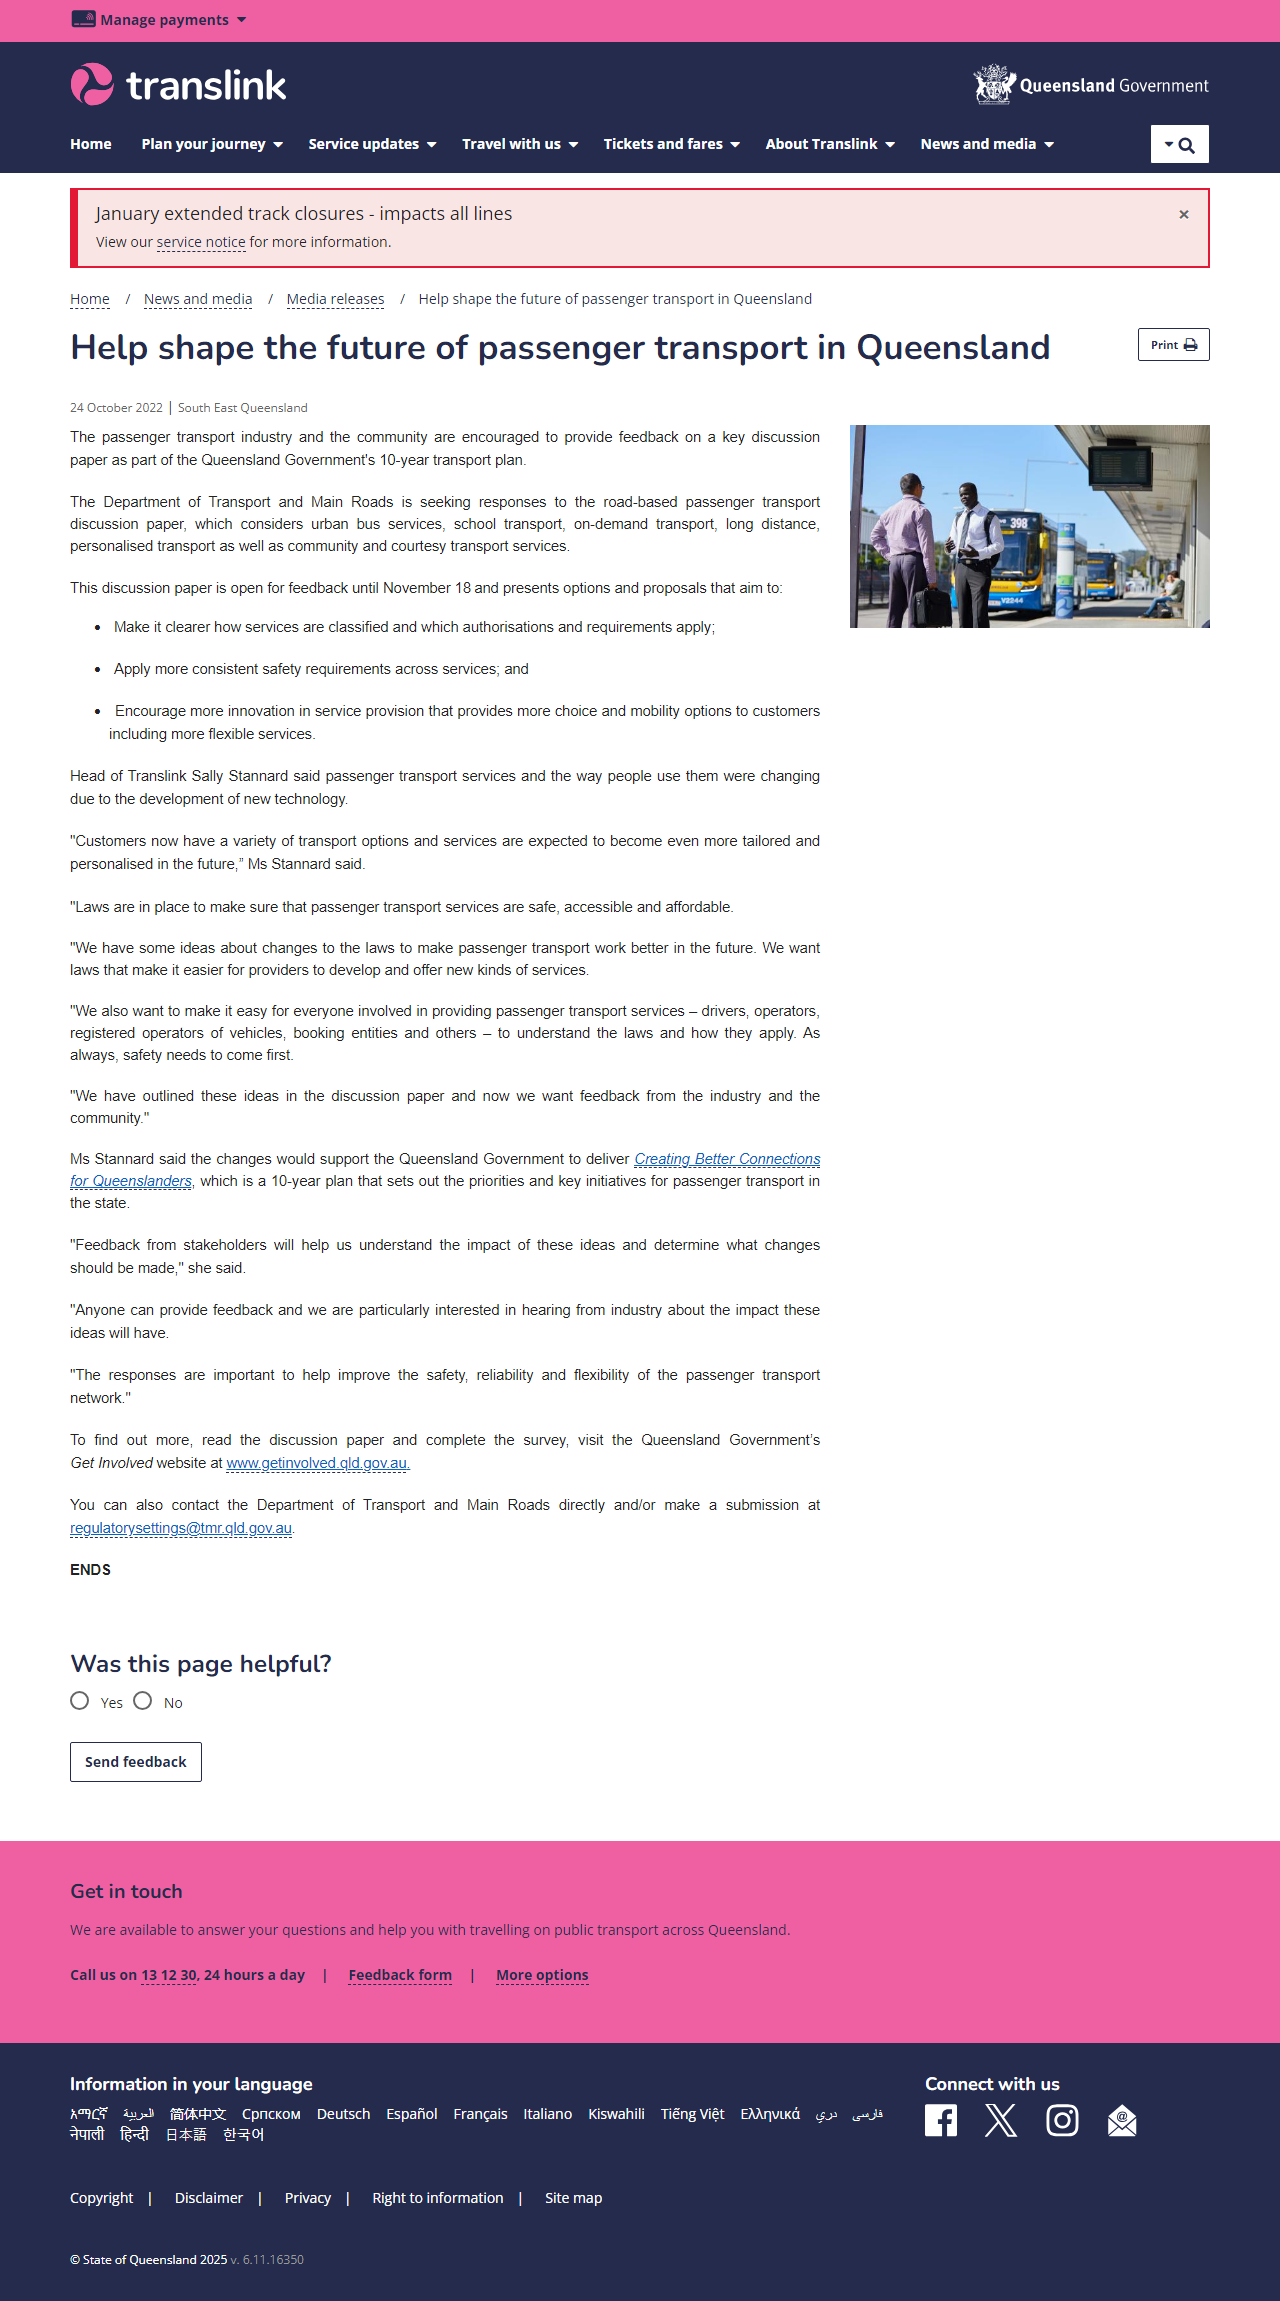 Manage payments
translink
Queensland Government
Home Plan your journey Service updates Travel with us Tickets and fares About Translink News and media
January extended track closures - impacts all lines
×
View our service notice for more information.
Home / News and media / Media releases / Help shape the future of passenger transport in Queensland
Help shape the future of passenger transport in Queensland
Print
24 October 2022 | South East Queensland
The passenger transport industry and the community are encouraged to provide feedback on a key discussion
paper as part of the Queensland Government's 10-year transport plan.
The Department of Transport and Main Roads is seeking responses to the road-based passenger transport
discussion paper, which considers urban bus services, school transport, on-demand transport, long distance,
personalised transport as well as community and courtesy transport services.
This discussion paper is open for feedback until November 18 and presents options and proposals that aim to:
• Make it clearer how services are classified and which authorisations and requirements apply;
• Apply more consistent safety requirements across services; and
• Encourage more innovation in service provision that provides more choice and mobility options to customers
including more flexible services.
Head of Translink Sally Stannard said passenger transport services and the way people use them were changing
due to the development of new technology.
"Customers now have a variety of transport options and services are expected to become even more tailored and
personalised in the future,” Ms Stannard said.
"Laws are in place to make sure that passenger transport services are safe, accessible and affordable.
"We have some ideas about changes to the laws to make passenger transport work better in the future. We want
laws that make it easier for providers to develop and offer new kinds of services.
"We also want to make it easy for everyone involved in providing passenger transport services – drivers, operators,
registered operators of vehicles, booking entities and others – to understand the laws and how they apply. As
always, safety needs to come first.
"We have outlined these ideas in the discussion paper and now we want feedback from the industry and the
community."
Ms Stannard said the changes would support the Queensland Government to deliver Creating Better Connections
for Queenslanders, which is a 10-year plan that sets out the priorities and key initiatives for passenger transport in
the state.
"Feedback from stakeholders will help us understand the impact of these ideas and determine what changes
should be made," she said.
"Anyone can provide feedback and we are particularly interested in hearing from industry about the impact these
ideas will have.
"The responses are important to help improve the safety, reliability and flexibility of the passenger transport
network."
To find out more, read the discussion paper and complete the survey, visit the Queensland Government’s
Get Involved website at www.getinvolved.qld.gov.au.
You can also contact the Department of Transport and Main Roads directly and/or make a submission at
regulatorysettings@tmr.qld.gov.au.
ENDS
398
V2244
Was this page helpful?
Yes No
Send feedback
Get in touch
We are available to answer your questions and help you with travelling on public transport across Queensland.
Call us on 13 12 30, 24 hours a day | Feedback form | More options
Information in your language
አማርኛ العربية 简体中文 Српском Deutsch Español Français Italiano Kiswahili Tiếng Việt Ελληνικά دري فارسی
नेपाली हिन्दी 日本語 한국어
Connect with us
Copyright | Disclaimer | Privacy | Right to information | Site map
© State of Queensland 2025 v. 6.11.16350